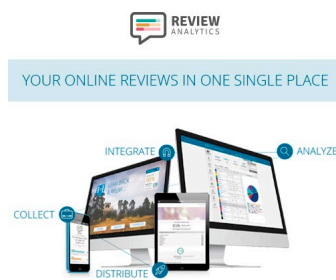 REVIEW
ANALYTICS
YOUR ONLINE REVIEWS IN ONE SINGLE PLACE
INTEGRATE
ANALYZE
COLLECT
DISTRIBUTE